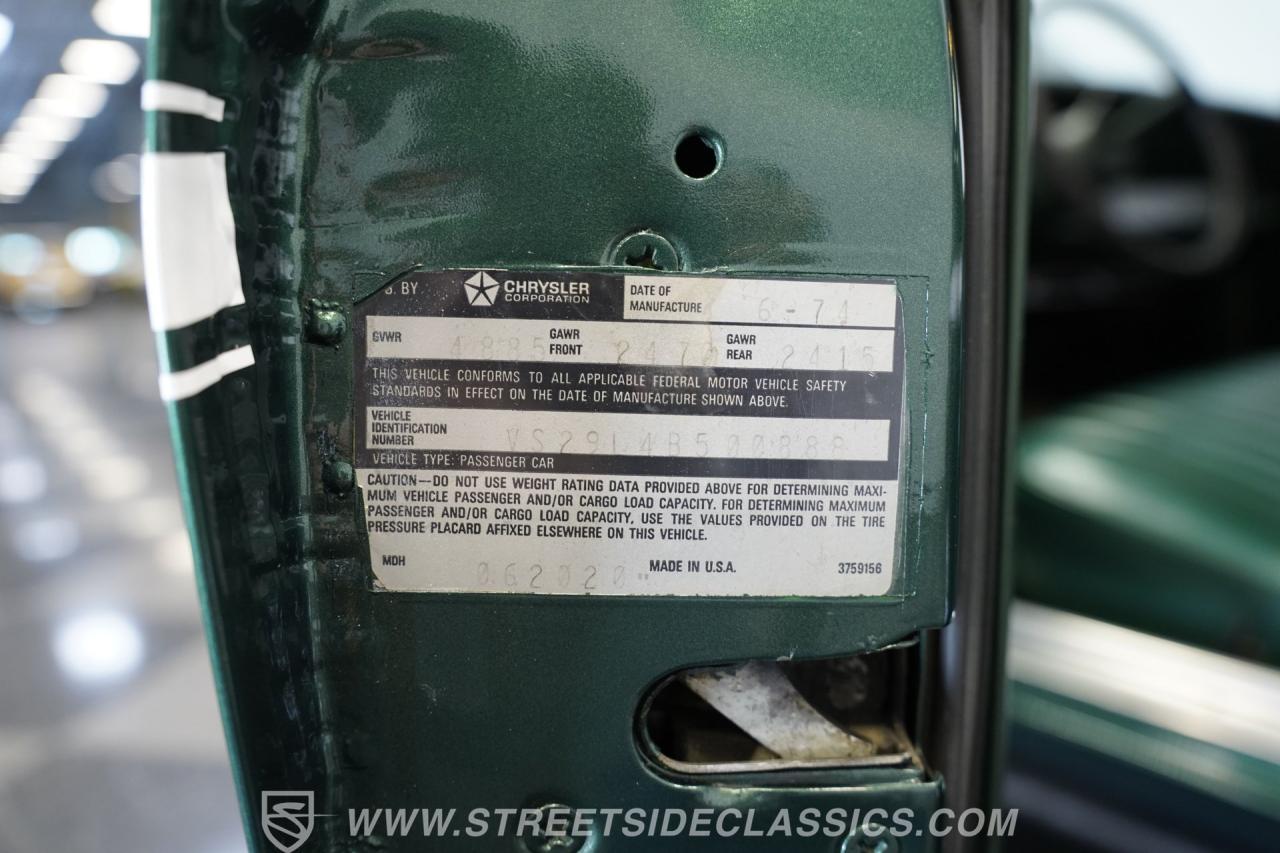 G. BY CHRYSLER CORPORATION DATE OF MANUFACTURE 6-74
GVWR 4885 GAWR FRONT 2470 GAWR REAR 2415
THIS VEHICLE CONFORMS TO ALL APPLICABLE FEDERAL MOTOR VEHICLE SAFETY
STANDARDS IN EFFECT ON THE DATE OF MANUFACTURE SHOWN ABOVE.
VEHICLE IDENTIFICATION NUMBER VS29L4B500888
VEHICLE TYPE: PASSENGER CAR
CAUTION—DO NOT USE WEIGHT RATING DATA PROVIDED ABOVE FOR DETERMINING MAXI-
MUM VEHICLE PASSENGER AND/OR CARGO LOAD CAPACITY. FOR DETERMINING MAXIMUM
PASSENGER AND/OR CARGO LOAD CAPACITY, USE THE VALUES PROVIDED ON THE TIRE
PRESSURE PLACARD AFFIXED ELSEWHERE ON THIS VEHICLE.
MDH 062020" MADE IN U.S.A. 3759156
WWW.STREETSIDECLASSICS.COM